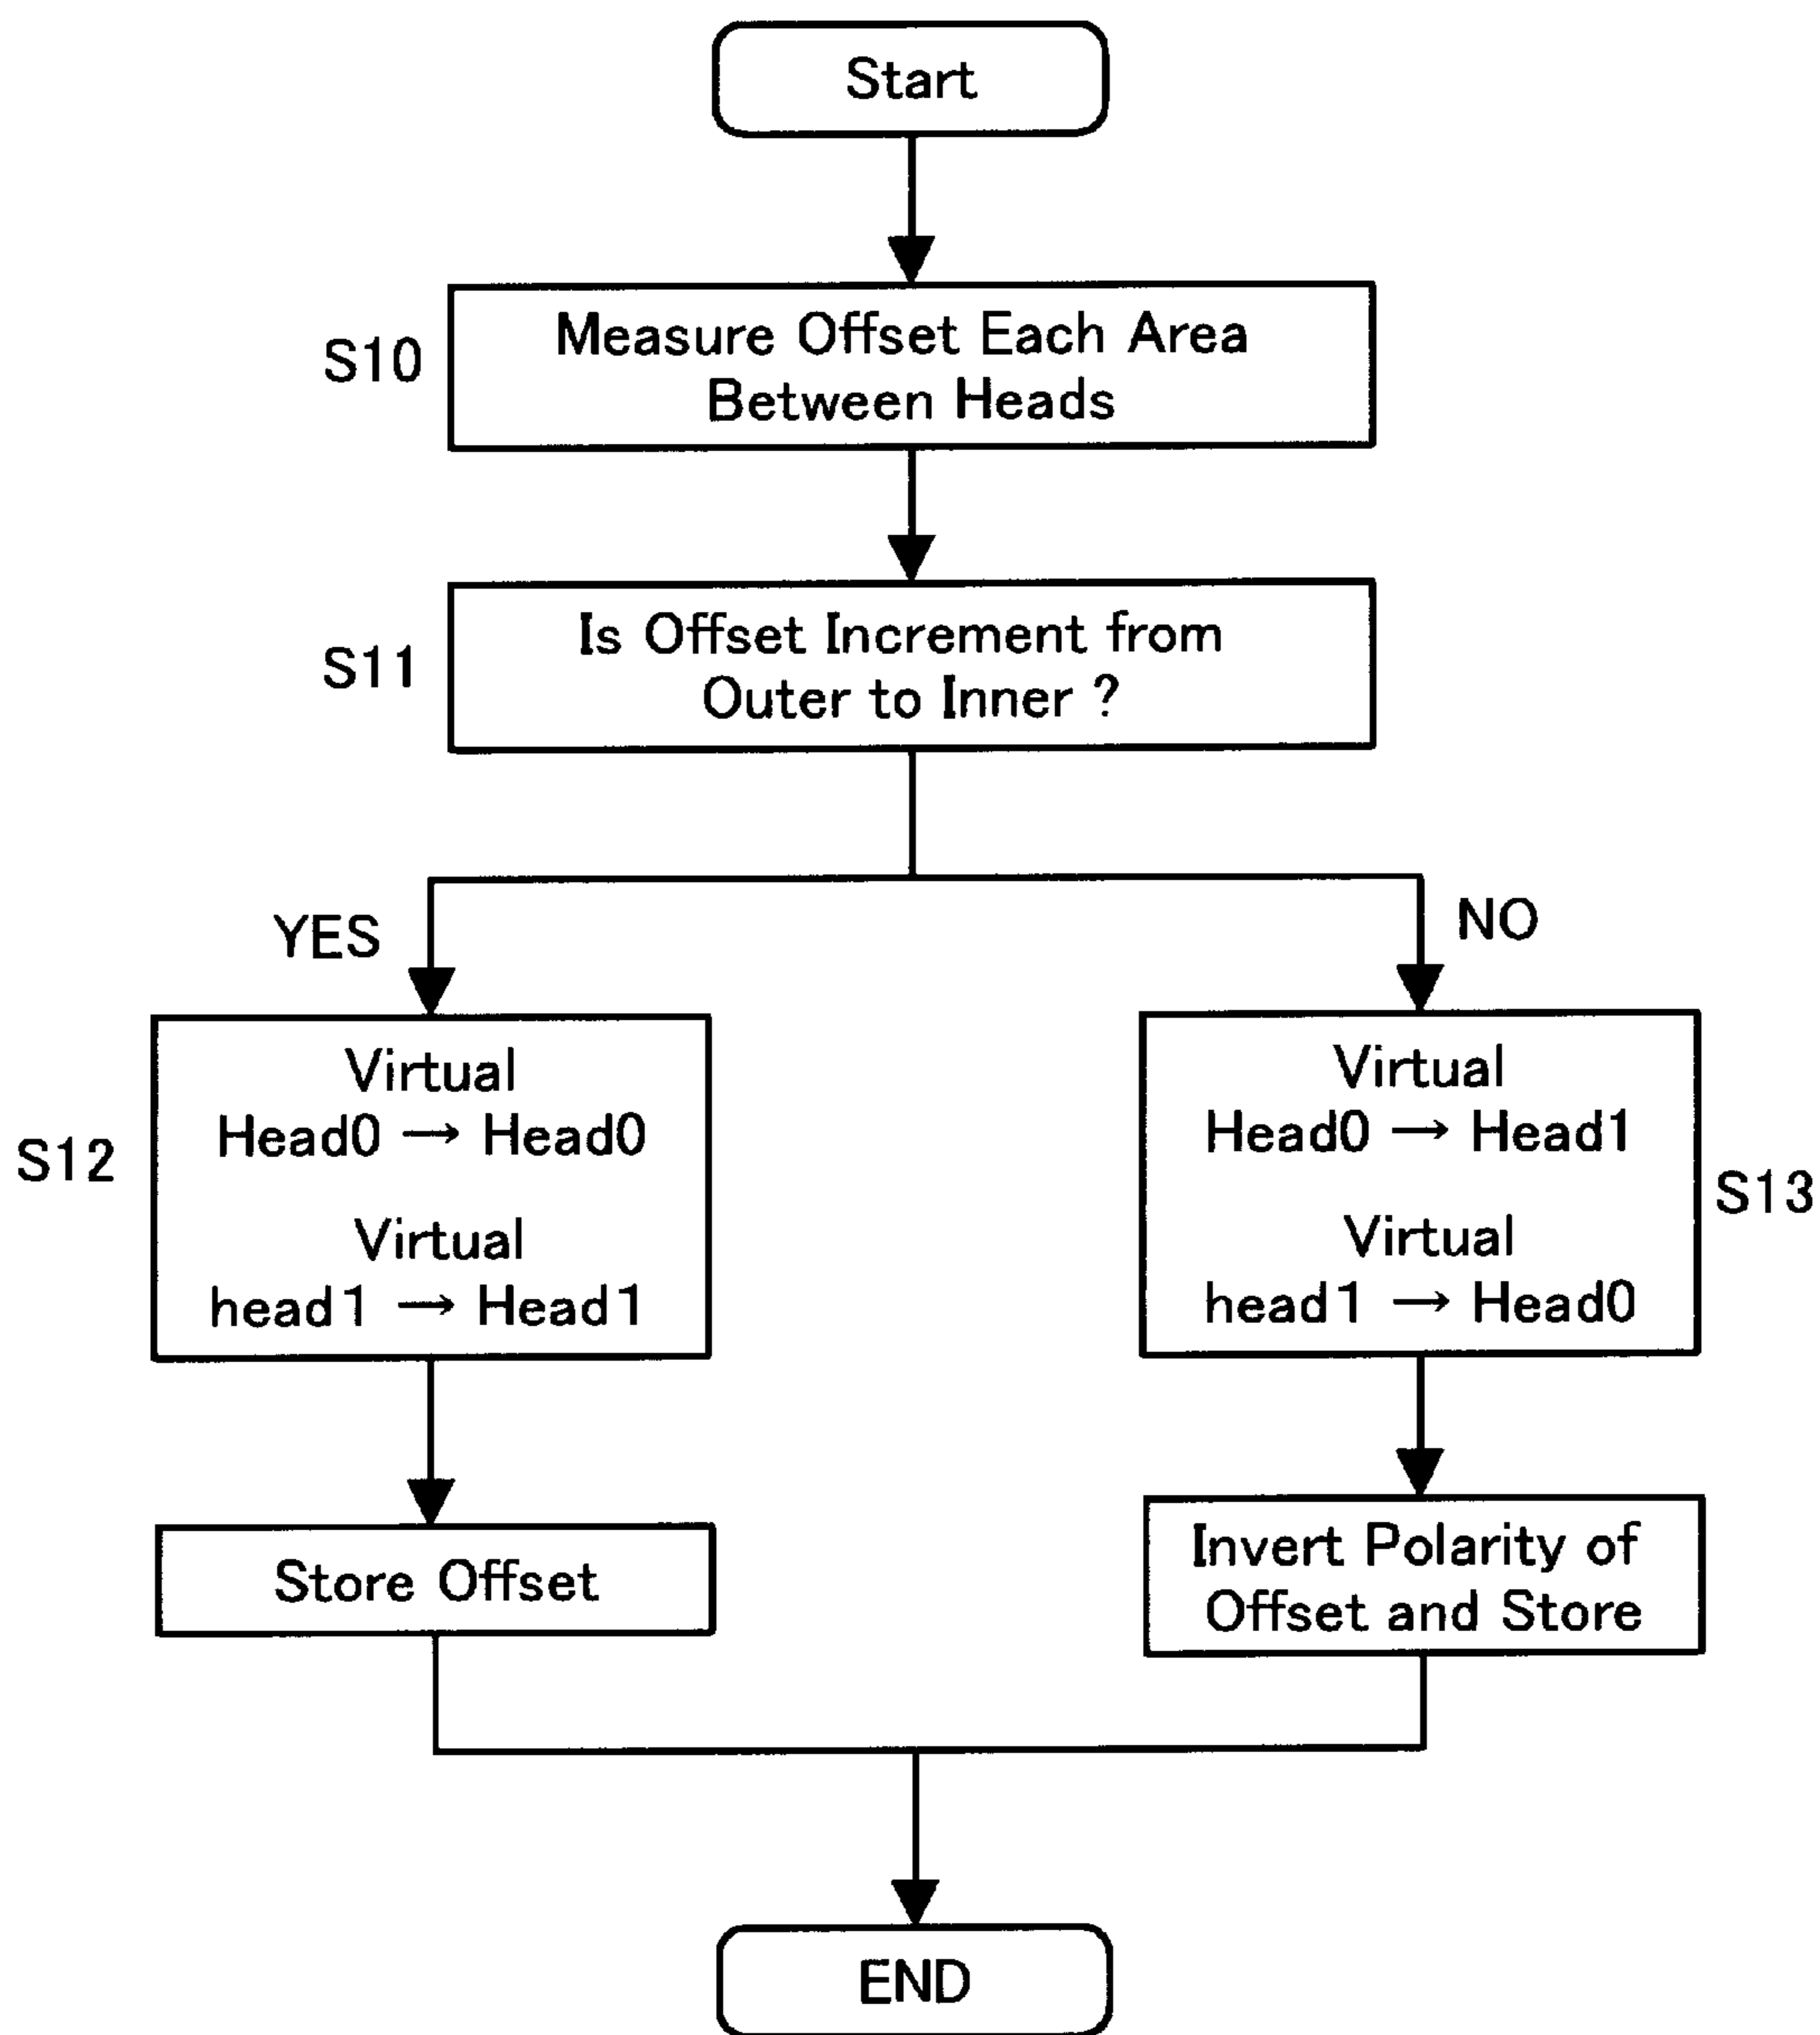 Start
S10
Measure Offset Each Area
Between Heads
S11
Is Offset Increment from
Outer to Inner ?
YES
NO
S12
Virtual
Head0 → Head0
Virtual
head1 → Head1
Virtual
Head0 → Head1
Virtual
head1 → Head0
S13
Store Offset
Invert Polarity of
Offset and Store
END